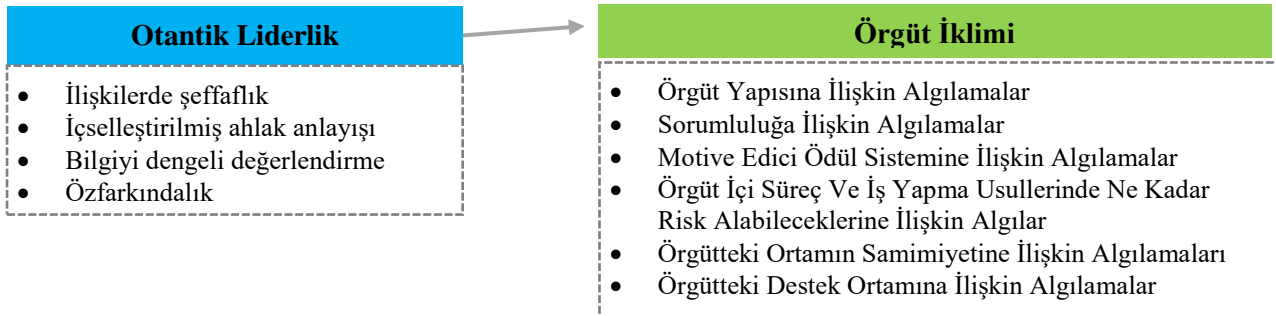 Otantik Liderlik
• İlişkilerde şeffaflık
• İçselleştirilmiş ahlak anlayışı
• Bilgiyi dengeli değerlendirme
• Özfarkındalık
Örgüt İklimi
• Örgüt Yapısına İlişkin Algılamalar
• Sorumluluğa İlişkin Algılamalar
• Motive Edici Ödül Sistemine İlişkin Algılamalar
• Örgüt İçi Süreç Ve İş Yapma Usullerinde Ne Kadar
Risk Alabileceklerine İlişkin Algılar
• Örgütteki Ortamın Samimiyetine İlişkin Algılamaları
• Örgütteki Destek Ortamına İlişkin Algılamalar